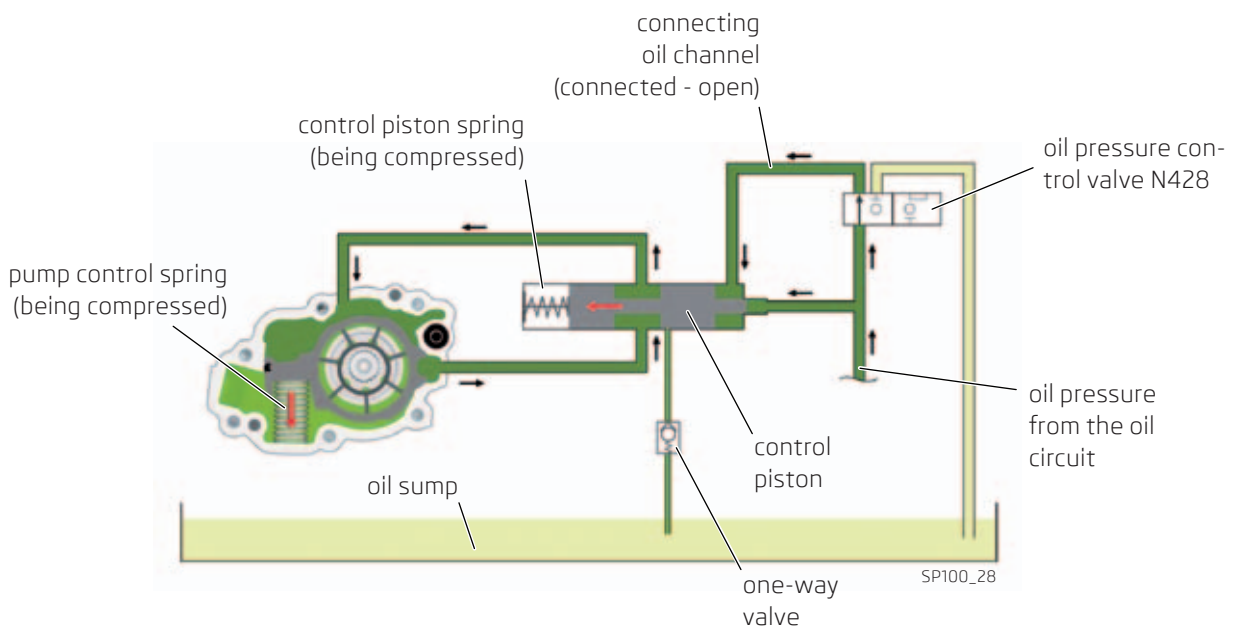 connecting
oil channel
(connected - open)
control piston spring
(being compressed)
oil pressure con-
trol valve N428
pump control spring
(being compressed)
oil pressure
from the oil
circuit
control
piston
oil sump
SP100_28
one-way
valve